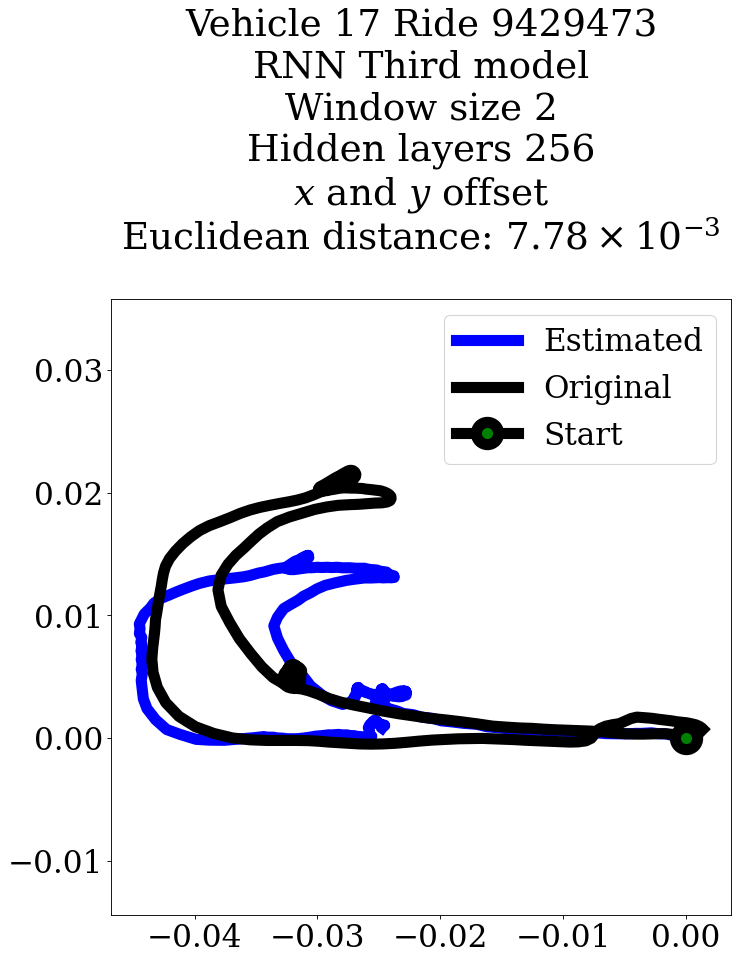 Vehicle 17 Ride 9429473
RNN Third model
Window size 2
Hidden layers 256
x and y offset
Euclidean distance: 7.78 × 10⁻³
Estimated
Original
Start
0.03
0.02
0.01
0.00
−0.01
−0.04 −0.03 −0.02 −0.01 0.00